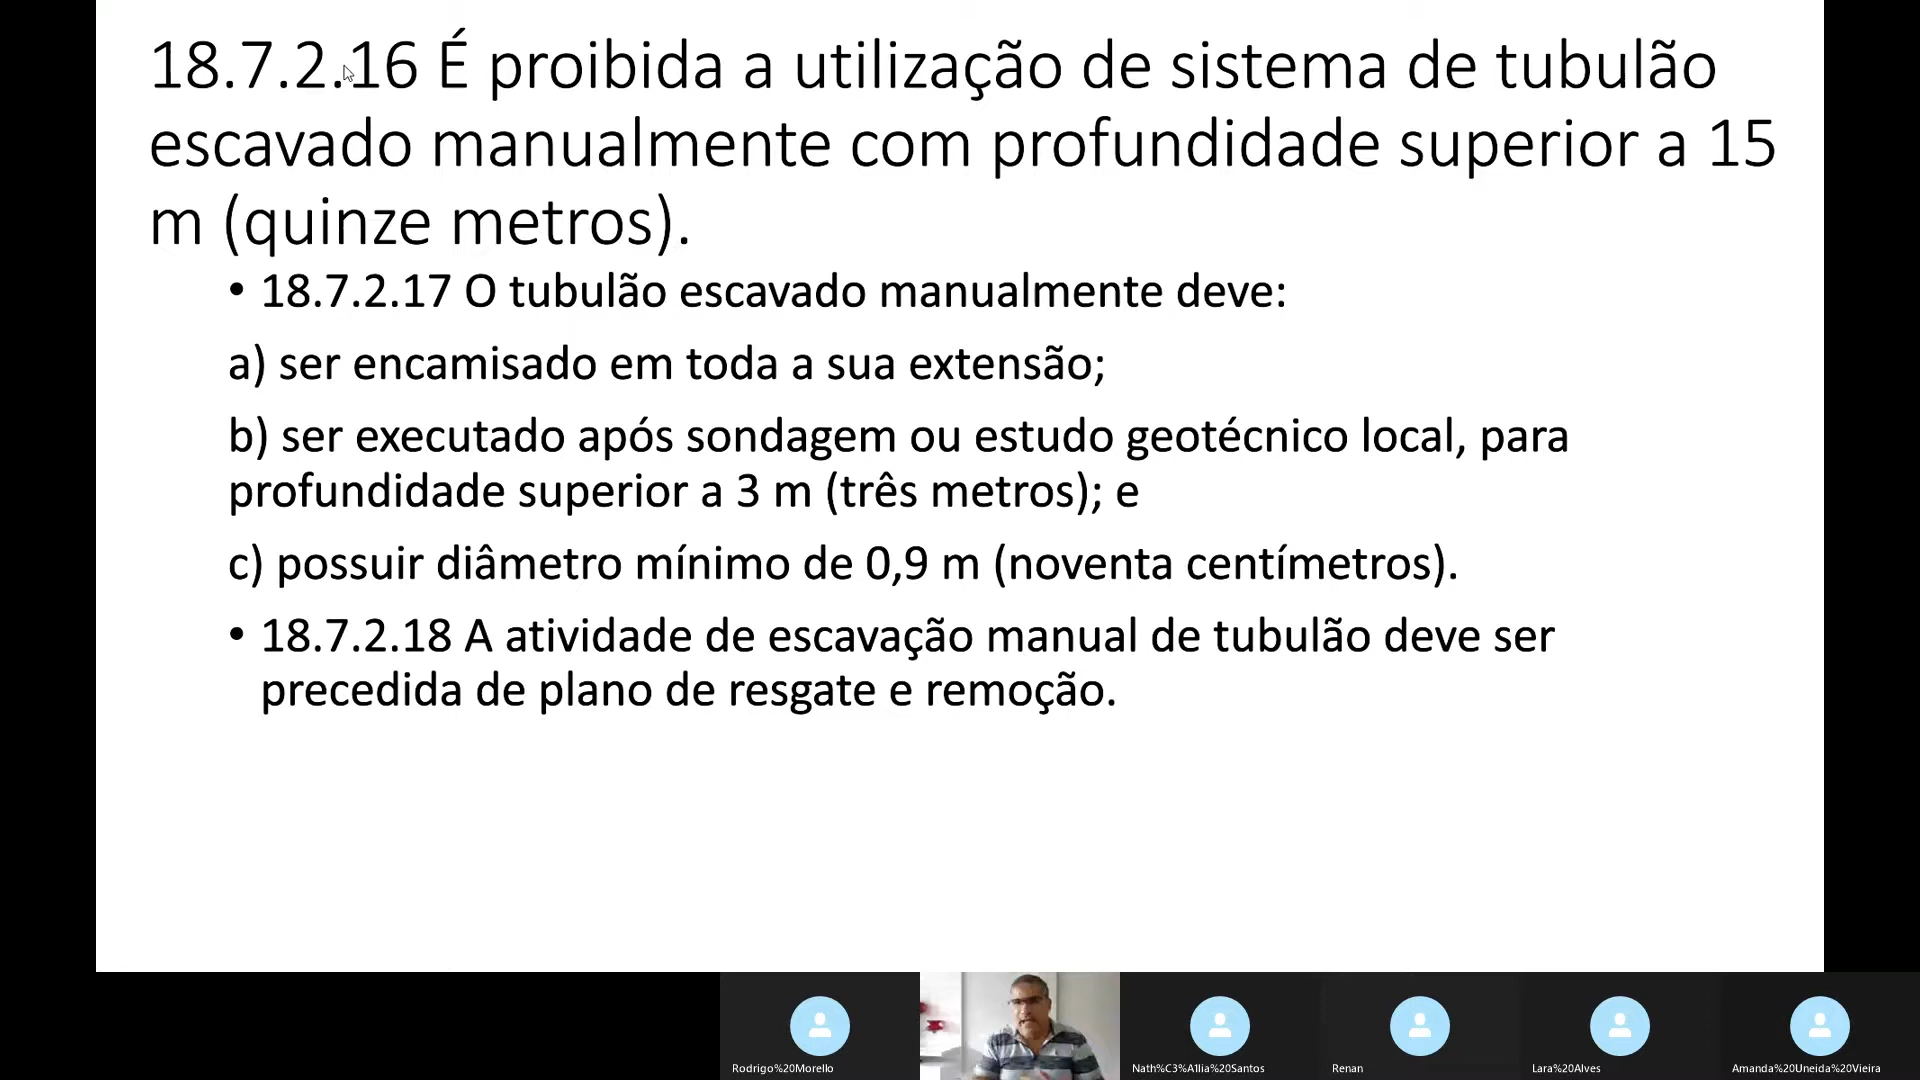 18.7.2.16 É proibida a utilização de sistema de tubulão
escavado manualmente com profundidade superior a 15
m (quinze metros).
• 18.7.2.17 O tubulão escavado manualmente deve:
a) ser encamisado em toda a sua extensão;
b) ser executado após sondagem ou estudo geotécnico local, para
profundidade superior a 3 m (três metros); e
c) possuir diâmetro mínimo de 0,9 m (noventa centímetros).
• 18.7.2.18 A atividade de escavação manual de tubulão deve ser
precedida de plano de resgate e remoção.
Rodrigo%20Morello
Nath%C3%A1lia%20Santos
Renan
Lara%20Alves
Amanda%20Uneida%20Vieira